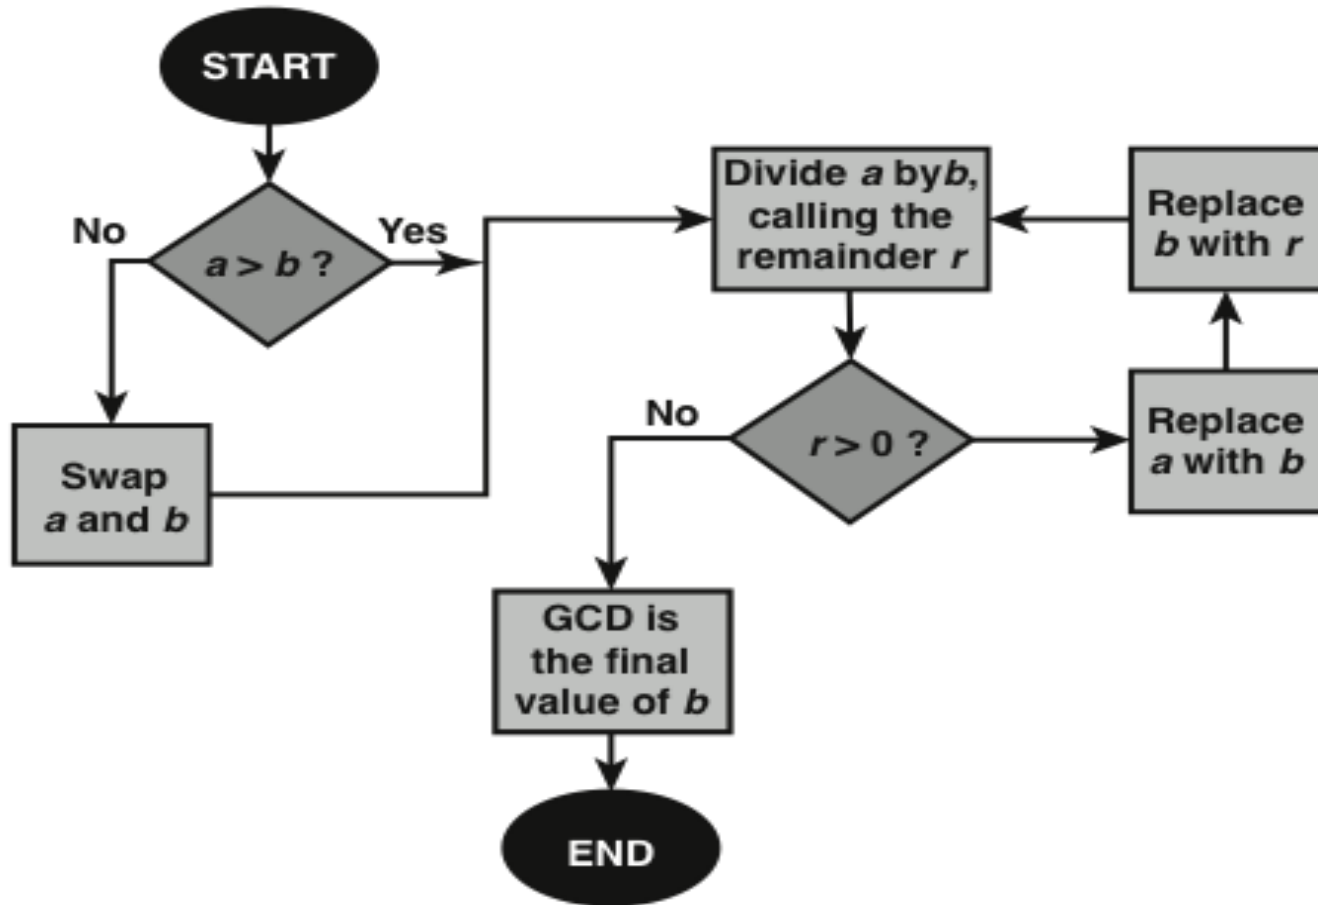 START
a > b ?
No
Yes
Swap
a and b
Divide a byb,
calling the
remainder r
r > 0 ?
No
Replace
a with b
Replace
b with r
GCD is
the final
value of b
END